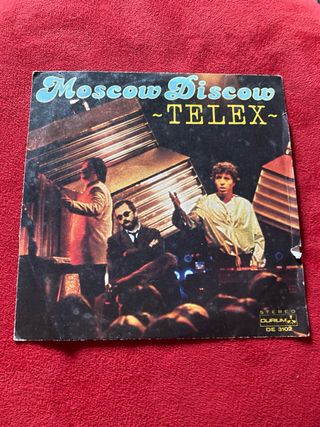 Moscow Discow
~TELEX~
STEREO
DURIUM
DE 3102